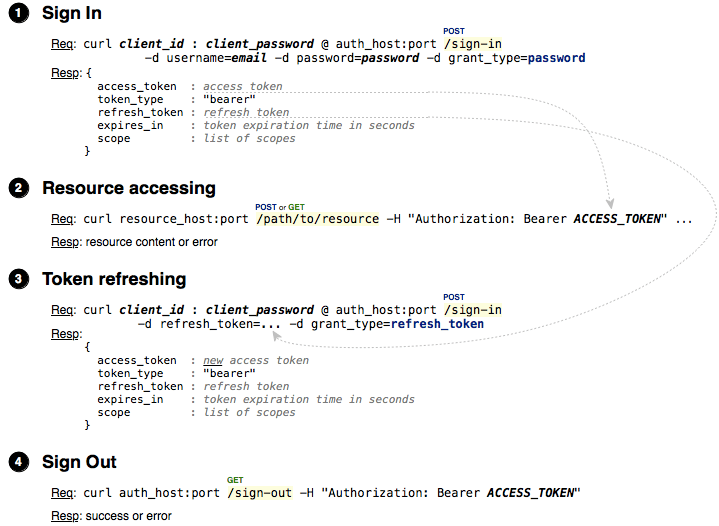 1 Sign In
POST
Req: curl client_id : client_password @ auth_host:port /sign-in
-d username=email -d password=password -d grant_type=password
Resp: {
access_token : access token
token_type : "bearer"
refresh_token : refresh token
expires_in : token expiration time in seconds
scope : list of scopes
}
2 Resource accessing
POST or GET
Req: curl resource_host:port /path/to/resource -H "Authorization: Bearer ACCESS_TOKEN" ...
Resp: resource content or error
3 Token refreshing
POST
Req: curl client_id : client_password @ auth_host:port /sign-in
-d refresh_token=... -d grant_type=refresh_token
Resp:
{
access_token : new access token
token_type : "bearer"
refresh_token : refresh token
expires_in : token expiration time in seconds
scope : list of scopes
}
4 Sign Out
GET
Req: curl auth_host:port /sign-out -H "Authorization: Bearer ACCESS_TOKEN"
Resp: success or error